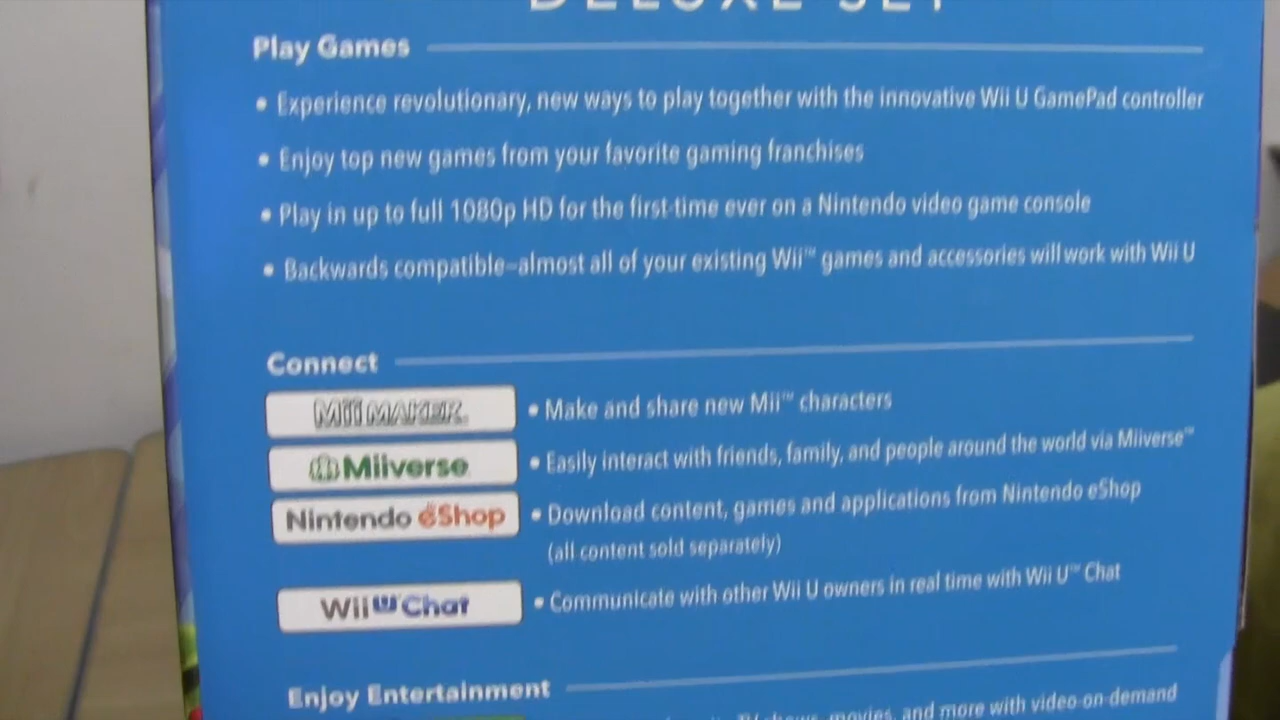 DELUXE SET
Play Games
• Experience revolutionary, new ways to play together with the innovative Wii U GamePad controller
• Enjoy top new games from your favorite gaming franchises
• Play in up to full 1080p HD for the first-time ever on a Nintendo video game console
• Backwards compatible–almost all of your existing Wii™ games and accessories will work with Wii U
Connect
Mii MAKER • Make and share new Mii™ characters
Miiverse • Easily interact with friends, family, and people around the world via Miiverse™
Nintendo eShop • Download content, games and applications from Nintendo eShop
(all content sold separately)
Wii U Chat • Communicate with other Wii U owners in real time with Wii U™ Chat
Enjoy Entertainment
TV shows, movies, and more with video-on-demand